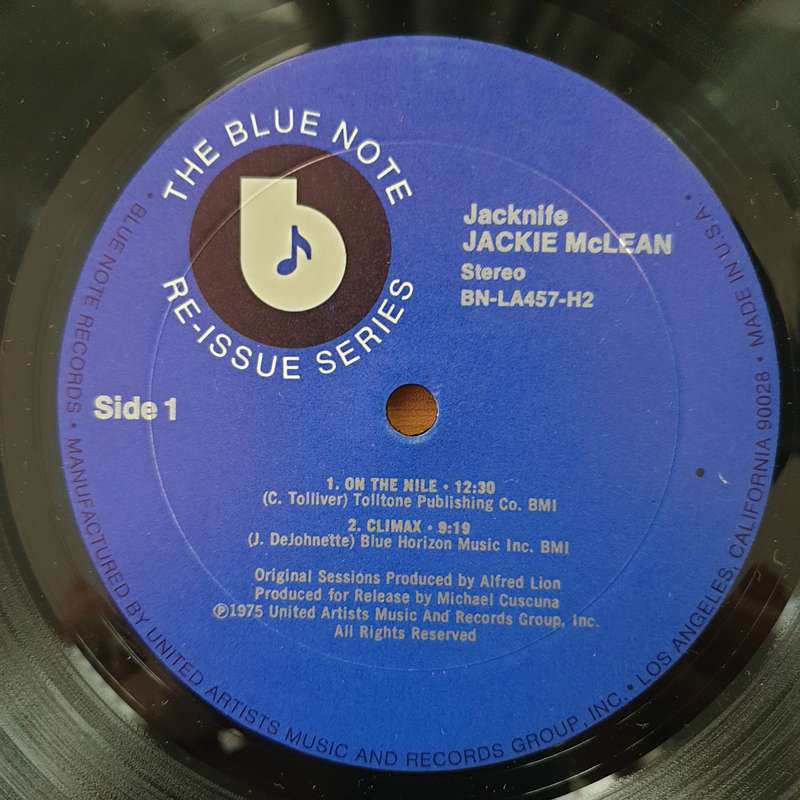 THE BLUE NOTE
RE-ISSUE SERIES
b
Jacknife
JACKIE McLEAN
Stereo
BN-LA457-H2
Side 1
1. ON THE NILE • 12:30
(C. Tolliver) Tolltone Publishing Co. BMI
2. CLIMAX • 9:19
(J. DeJohnette) Blue Horizon Music Inc. BMI
Original Sessions Produced by Alfred Lion
Produced for Release by Michael Cuscuna
℗1975 United Artists Music And Records Group, Inc.
All Rights Reserved
• BLUE NOTE RECORDS • MANUFACTURED BY UNITED ARTISTS MUSIC AND RECORDS GROUP, INC. • LOS ANGELES, CALIFORNIA 90028 • MADE IN U.S.A.